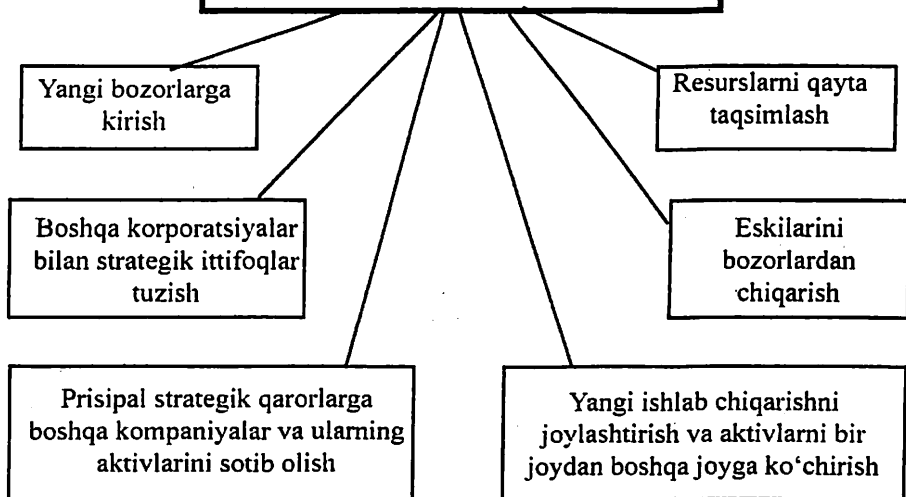 Yangi bozorlarga
kirish
Resurslarni qayta
taqsimlash
Boshqa korporatsiyalar
bilan strategik ittifoqlar
tuzish
Eskilarini
bozorlardan
chiqarish
Prisipal strategik qarorlarga
boshqa kompaniyalar va ularning
aktivlarini sotib olish
Yangi ishlab chiqarishni
joylashtirish va aktivlarni bir
joydan boshqa joyga ko‘chirish